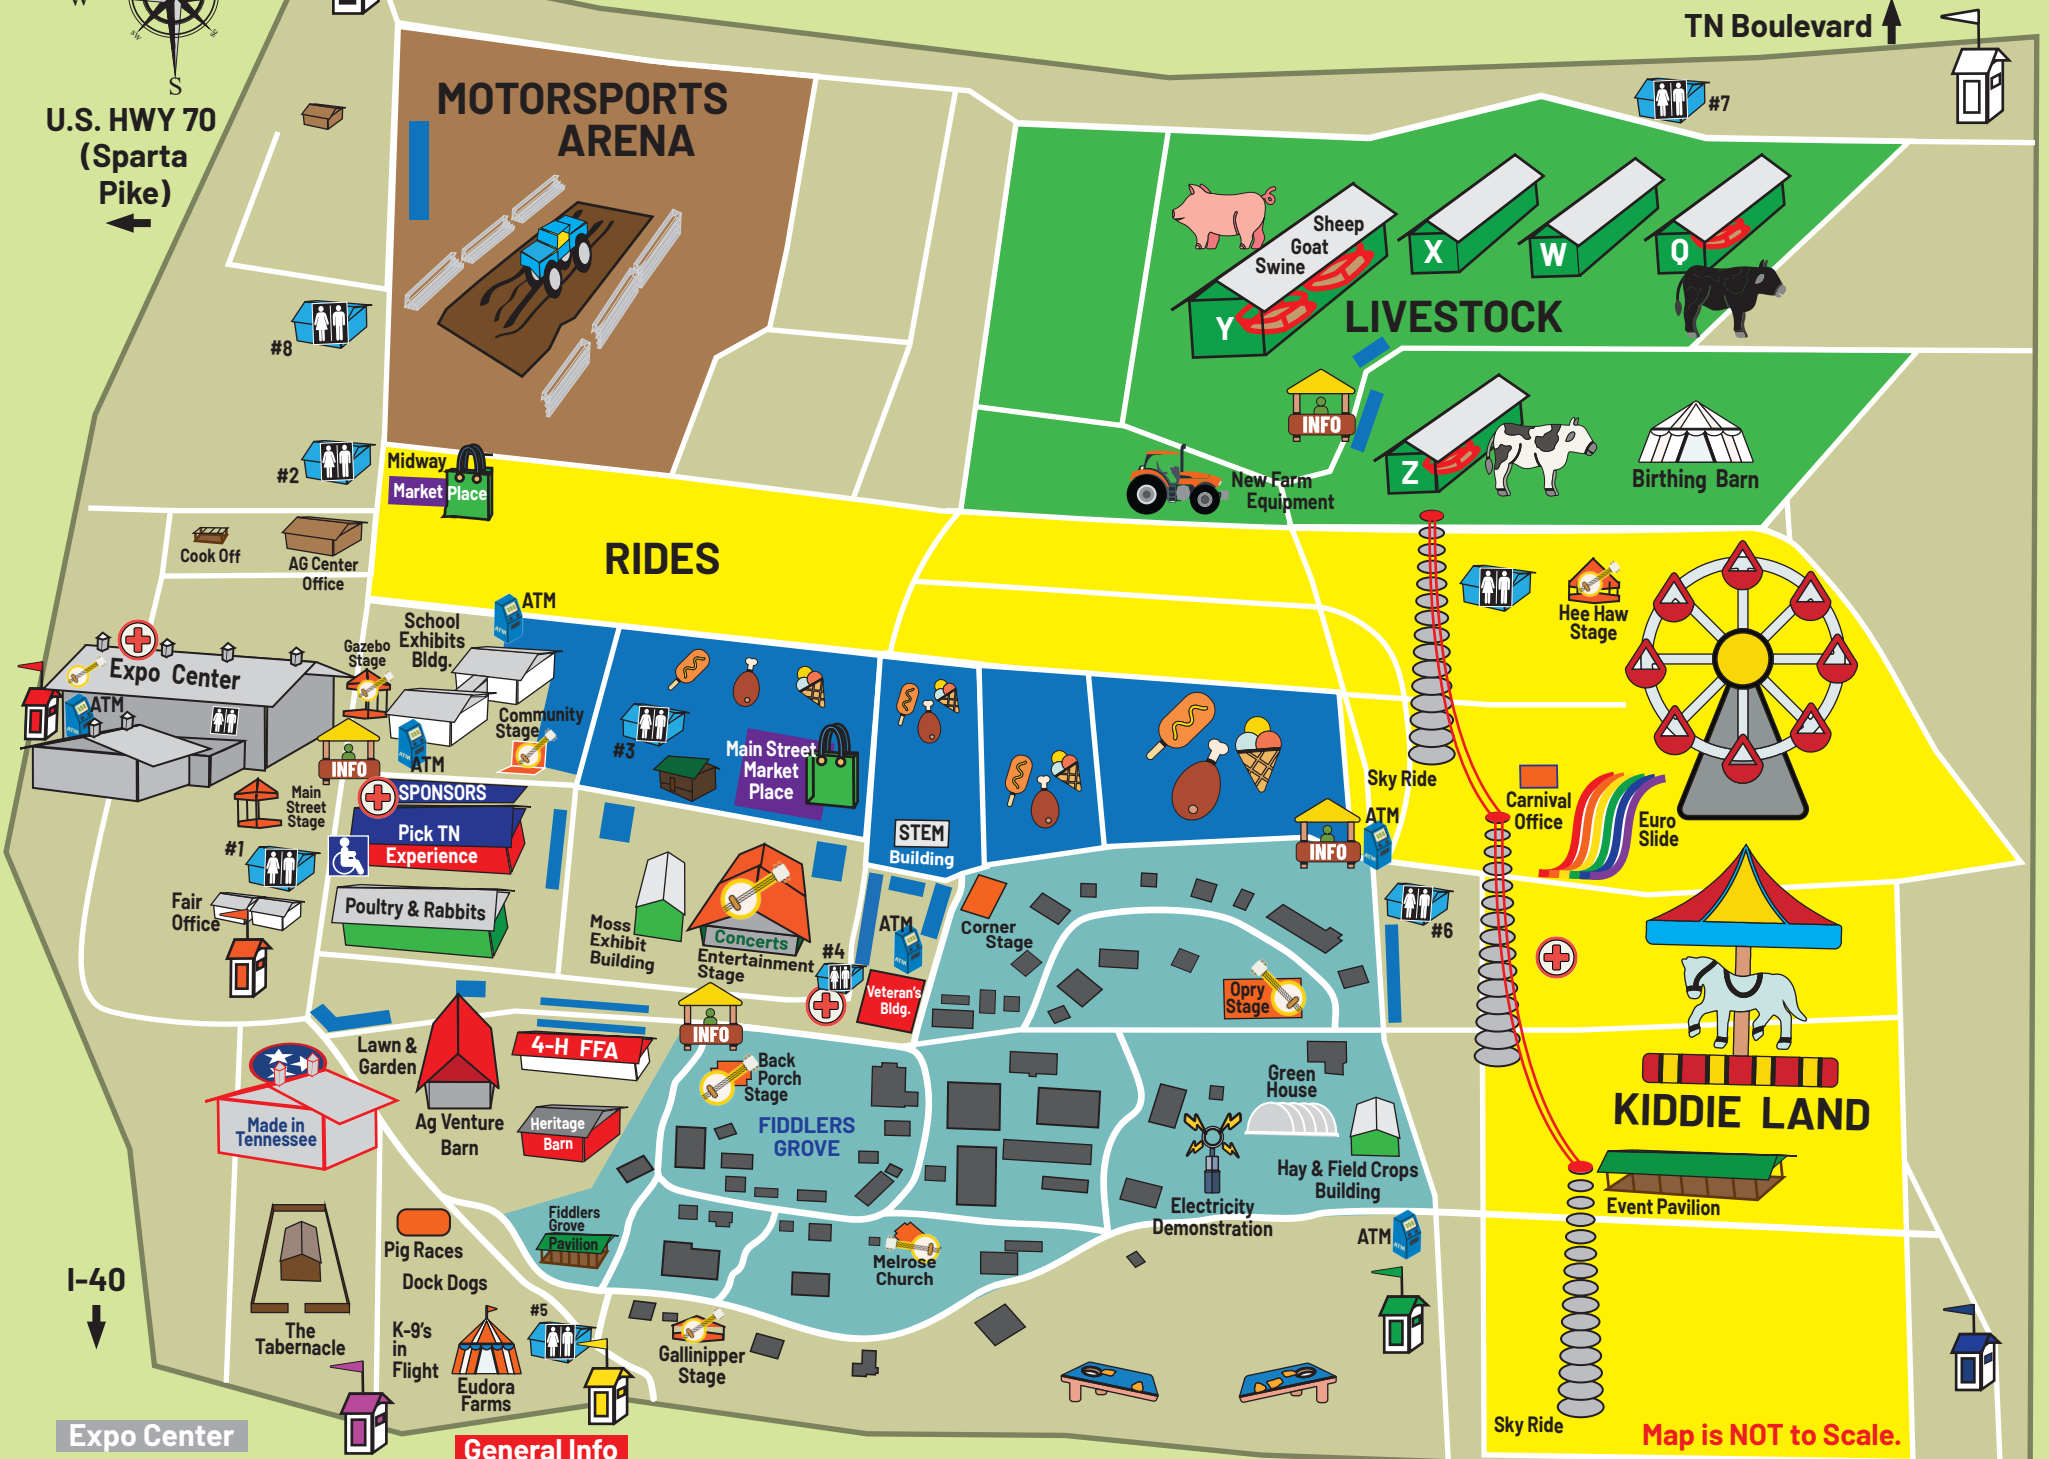 W
SW
SE
S
U.S. HWY 70
(Sparta
Pike)
TN Boulevard
#7
MOTORSPORTS
ARENA
Sheep
Goat
Swine
Y
X
W
Q
LIVESTOCK
#8
INFO
Z
Birthing Barn
New Farm
Equipment
#2
Midway
Market Place
RIDES
Cook Off
AG Center
Office
ATM
School
Exhibits
Bldg.
Gazebo
Stage
Hee Haw
Stage
Expo Center
ATM
ATM
Community
Stage
ATM
ATM
INFO
#3
Main Street
Market
Place
Sky Ride
Carnival
Office
Euro
Slide
Main
Street
Stage
SPONSORS
Pick TN
Experience
STEM
Building
INFO
ATM
ATM
#1
Fair
Office
Poultry & Rabbits
Moss
Exhibit
Building
Concerts
Entertainment
Stage
#4
ATM
ATM
Corner
Stage
#6
Veteran's
Bldg.
Opry
Stage
INFO
Lawn &
Garden
4-H FFA
Back
Porch
Stage
Green
House
Made in
Tennessee
Ag Venture
Barn
Heritage
Barn
FIDDLERS
GROVE
KIDDIE LAND
Hay & Field Crops
Building
Electricity
Demonstration
Event Pavilion
Fiddlers
Grove
Pavilion
Pig Races
Melrose
Church
ATM
ATM
Dock Dogs
I-40
The
Tabernacle
K-9's
in
Flight
#5
Eudora
Farms
Gallinipper
Stage
Sky Ride
Map is NOT to Scale.
Expo Center
General Info